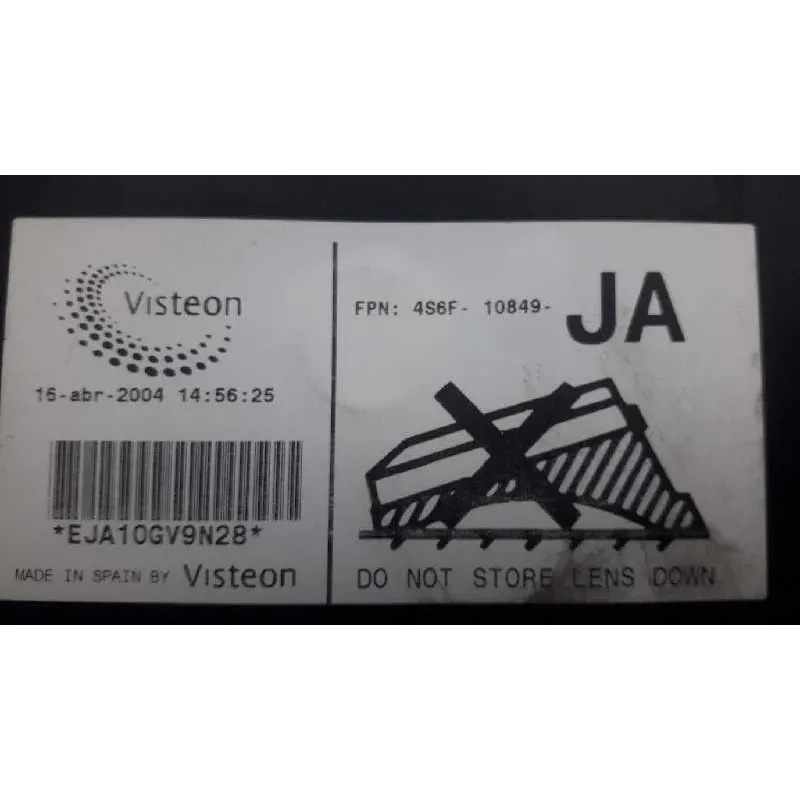 Visteon
16-abr-2004 14:56:25
*EJA10GV9N28*
MADE IN SPAIN BY Visteon
FPN: 4S6F- 10849- JA
DO NOT STORE LENS DOWN